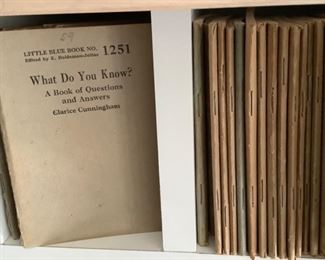 59
LITTLE BLUE BOOK NO. 1251
Edited by E. Haldeman-Julius
What Do You Know?
A Book of Questions
and Answers
Clarice Cunningham